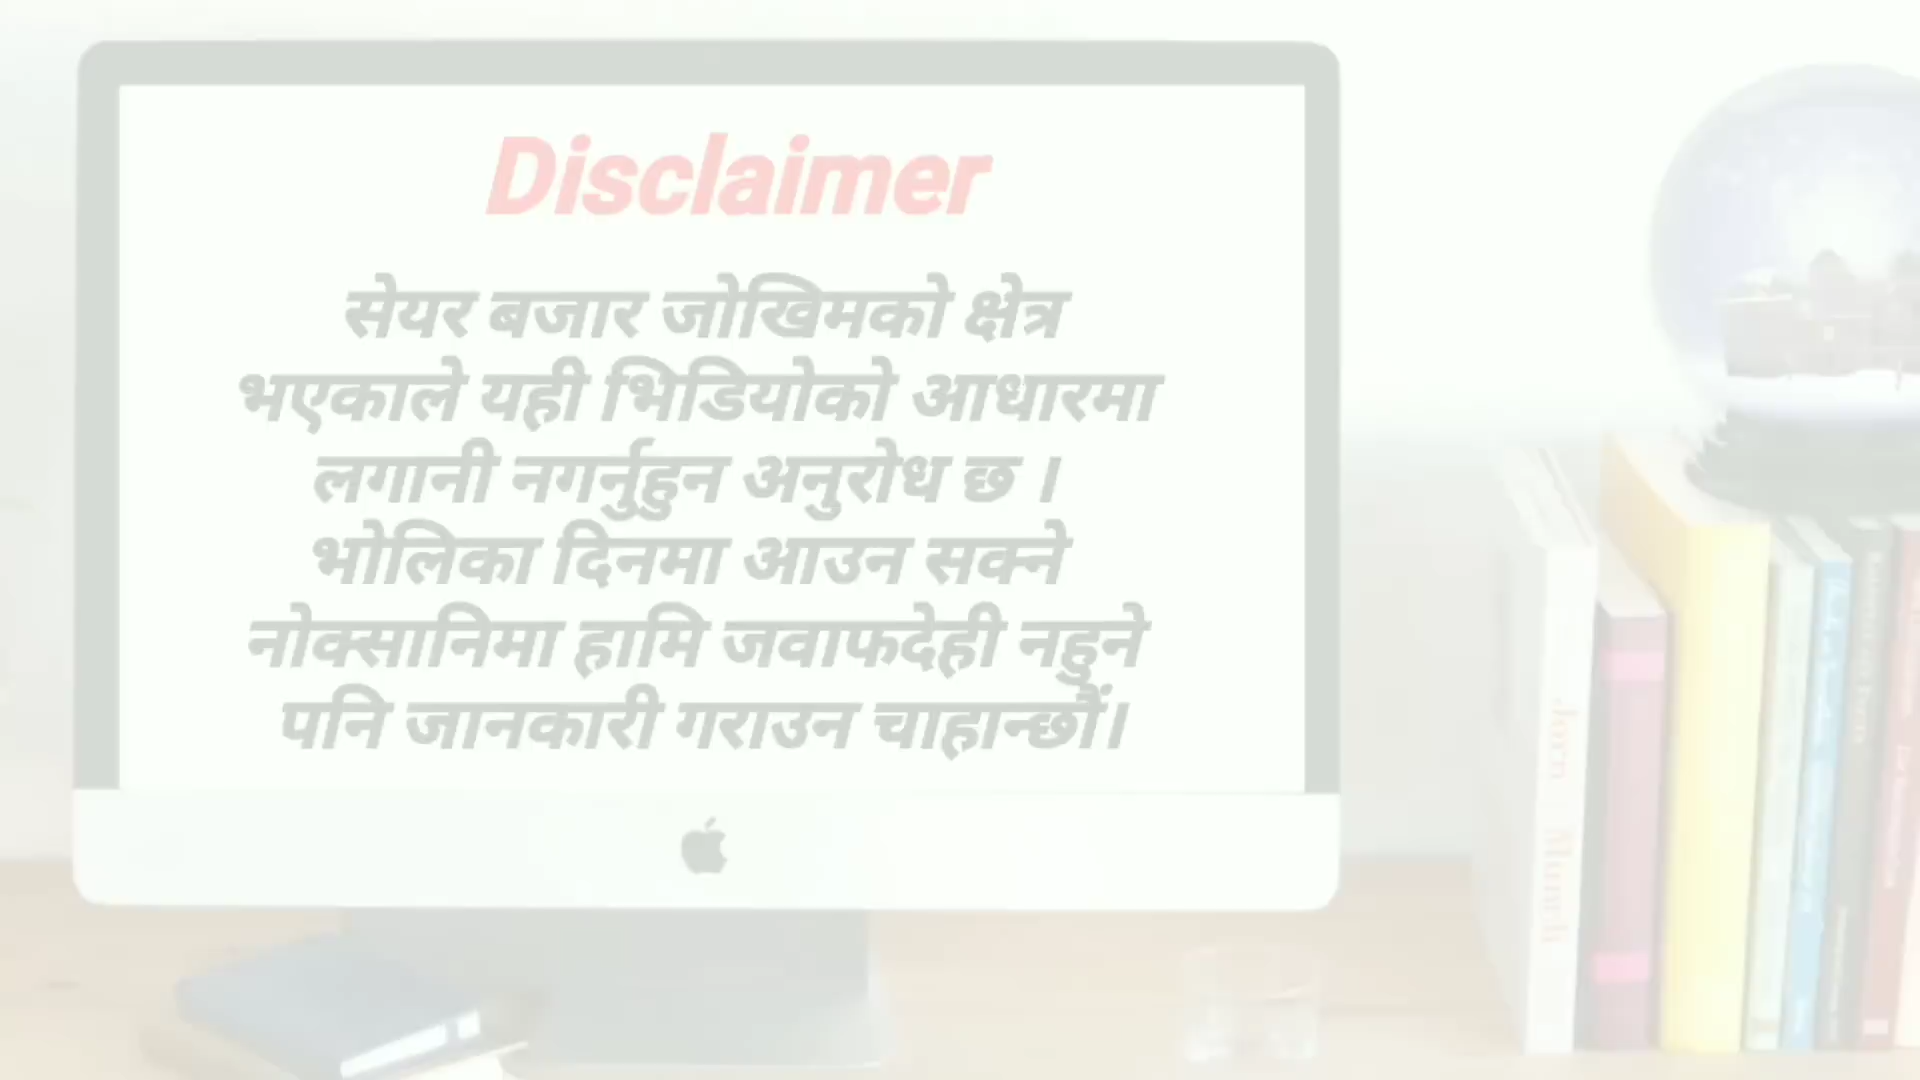 Disclaimer
सेयर बजार जोखिमको क्षेत्र
भएकाले यही भिडियोको आधारमा
लगानी नगर्नुहुन अनुरोध छ ।
भोलिका दिनमा आउन सक्ने
नोक्सानिमा हामि जवाफदेही नहुने
पनि जानकारी गराउन चाहान्छौं।